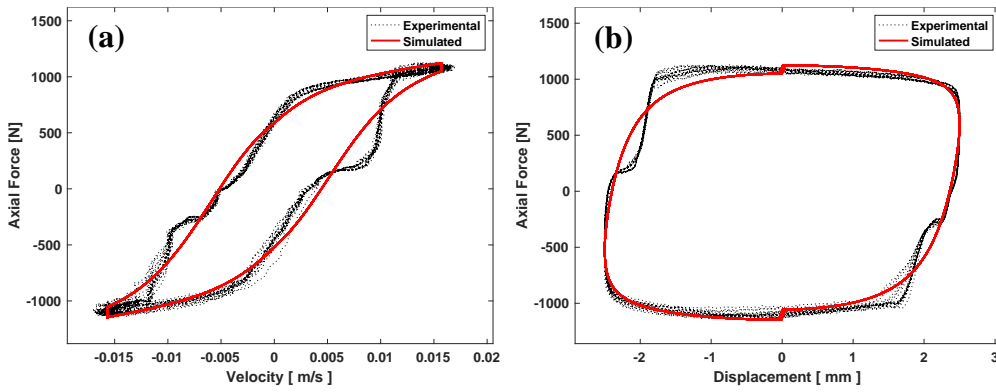 (a)
Experimental
Simulated
1500
1000
500
0
-500
-1000
Axial Force [N]
-0.015
-0.01
-0.005
0
0.005
0.01
0.015
0.02
Velocity [ m/s ]
(b)
Experimental
Simulated
1500
1000
500
0
-500
-1000
Axial Force [N]
-2
-1
0
1
2
3
Displacement [ mm ]